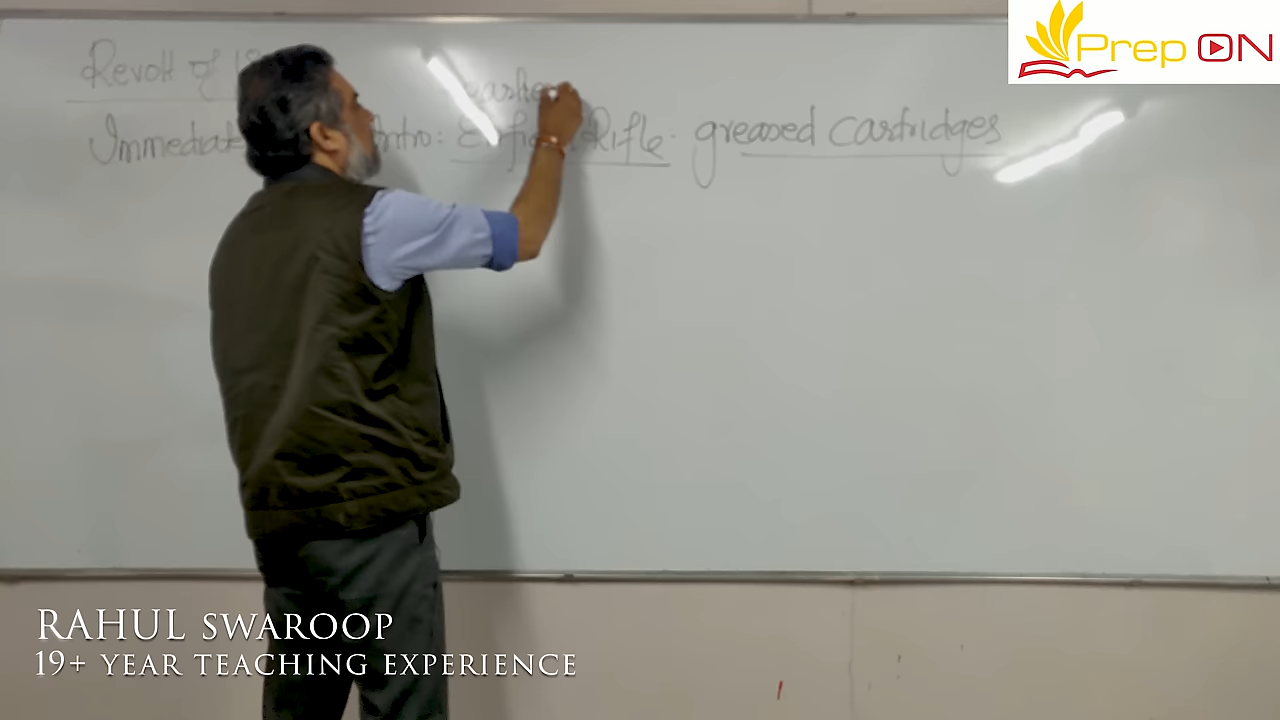 Prep ON
Revolt of
Immediate Intro: Rifle. greased cartridges
RAHUL SWAROOP
19+ YEAR TEACHING EXPERIENCE